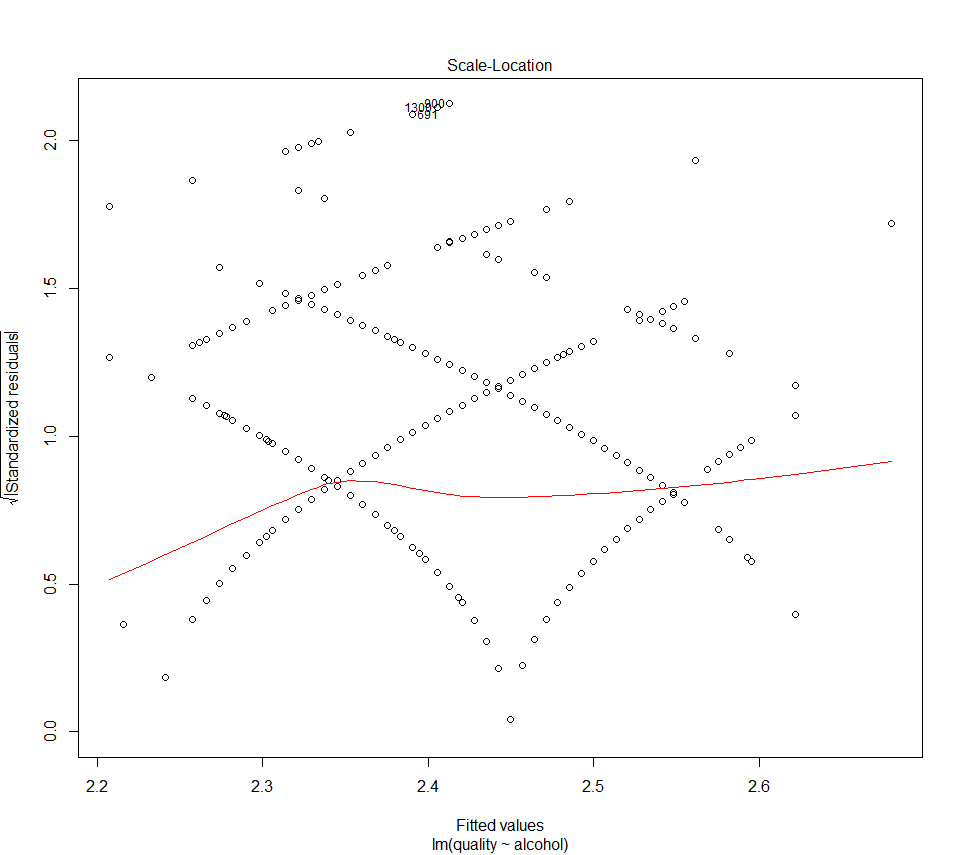 Scale-Location
√|Standardized residuals|
2.0
1.5
1.0
0.5
0.0
900
1300
691
2.2 2.3 2.4 2.5 2.6
Fitted values
lm(quality ~ alcohol)